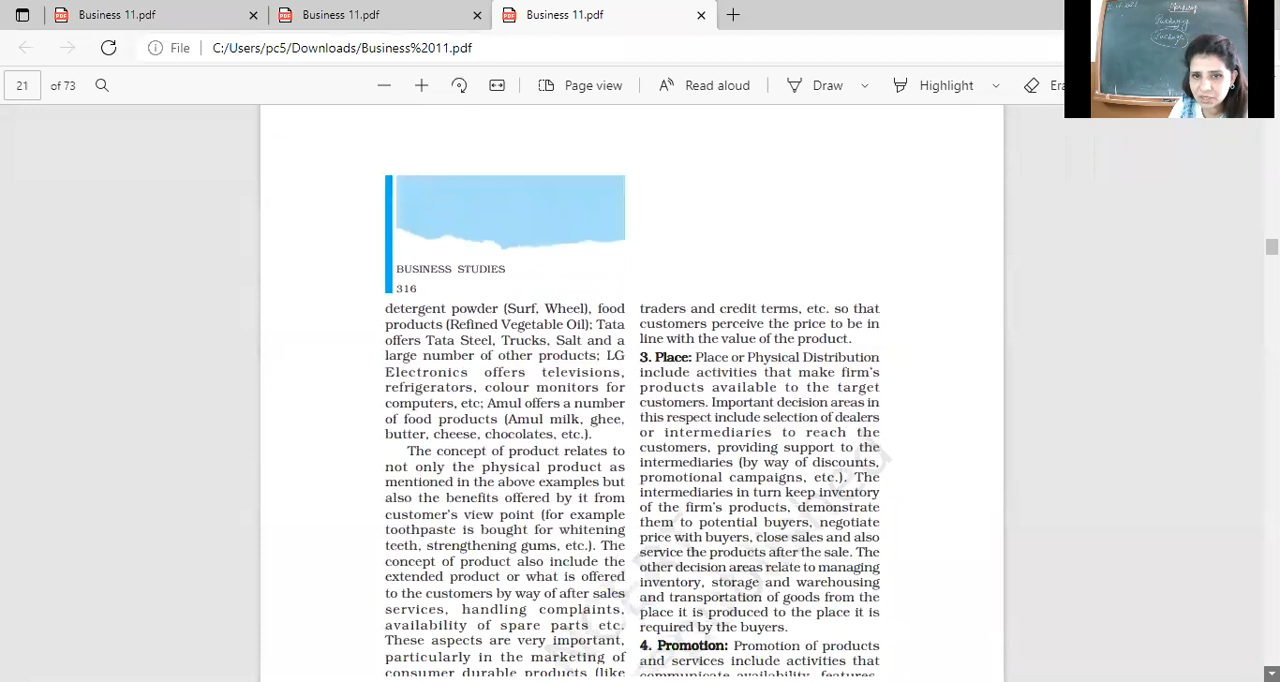 Business 11.pdf
Business 11.pdf
Business 11.pdf
File C:/Users/pc5/Downloads/Business%2011.pdf
21 of 73 Page view Read aloud Draw Highlight Era
Packaging
Package
BUSINESS STUDIES
316
detergent powder (Surf, Wheel), food
products (Refined Vegetable Oil); Tata
offers Tata Steel, Trucks, Salt and a
large number of other products; LG
Electronics offers televisions,
refrigerators, colour monitors for
computers, etc; Amul offers a number
of food products (Amul milk, ghee,
butter, cheese, chocolates, etc.).
The concept of product relates to
not only the physical product as
mentioned in the above examples but
also the benefits offered by it from
customer's view point (for example
toothpaste is bought for whitening
teeth, strengthening gums, etc.). The
concept of product also include the
extended product or what is offered
to the customers by way of after sales
services, handling complaints,
availability of spare parts etc.
These aspects are very important,
particularly in the marketing of
consumer durable products (like
traders and credit terms, etc. so that
customers perceive the price to be in
line with the value of the product.
3. Place: Place or Physical Distribution
include activities that make firm's
products available to the target
customers. Important decision areas in
this respect include selection of dealers
or intermediaries to reach the
customers, providing support to the
intermediaries (by way of discounts,
promotional campaigns, etc.). The
intermediaries in turn keep inventory
of the firm's products, demonstrate
them to potential buyers, negotiate
price with buyers, close sales and also
service the products after the sale. The
other decision areas relate to managing
inventory, storage and warehousing
and transportation of goods from the
place it is produced to the place it is
required by the buyers.
4. Promotion: Promotion of products
and services include activities that
communicate availability, features,